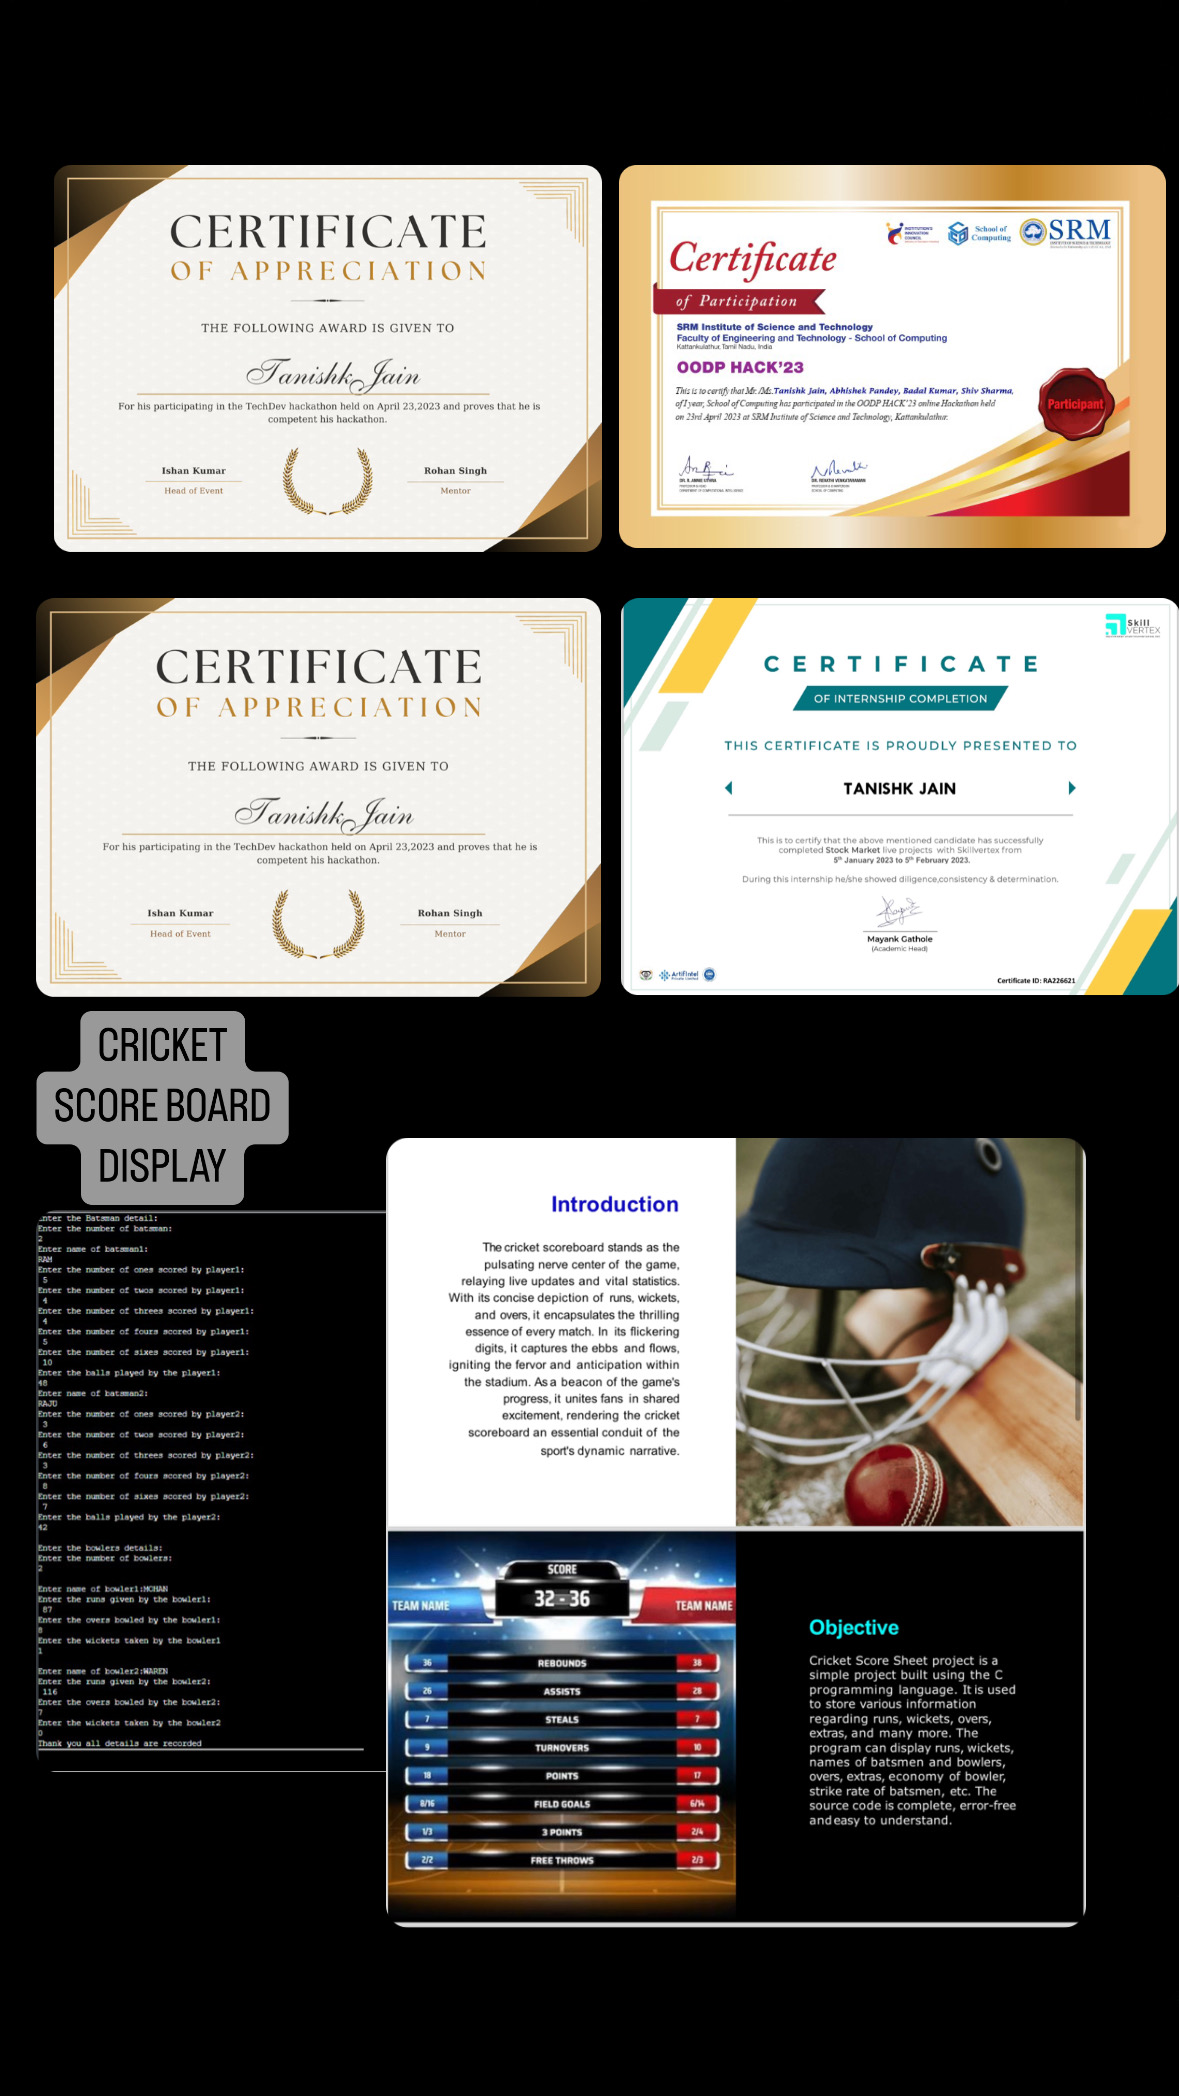 CERTIFICATE
OF APPRECIATION
THE FOLLOWING AWARD IS GIVEN TO
Tanishk Jain
For his participating in the TechDev hackathon held on April 23,2023 and proves that he is
competent his hackathon.
Ishan Kumar
Head of Event
Rohan Singh
Mentor
INSTITUTION'S
INNOVATION
COUNCIL
School of
Computing
SRM
Certificate
of Participation
SRM Institute of Science and Technology
Faculty of Engineering and Technology - School of Computing
Kattankulathur, Tamil Nadu, India
OODP HACK'23
This is to certify that Mr. /Ms. Tanishk Jain, Abhishek Pandey, Badal Kumar, Shiv Sharma,
of I year, School of Computing has participated in the OODP HACK'23 online Hackathon held
on 23rd April 2023 at SRM Institute of Science and Technology, Kattankulathur.
Participant
DR. REVATHI VENKATARAMAN
SCHOOL OF COMPUTING
CERTIFICATE
OF APPRECIATION
THE FOLLOWING AWARD IS GIVEN TO
Tanishk Jain
For his participating in the TechDev hackathon held on April 23,2023 and proves that he is
competent his hackathon.
Ishan Kumar
Head of Event
Rohan Singh
Mentor
Skill
VERTEX
CERTIFICATE
OF INTERNSHIP COMPLETION
THIS CERTIFICATE IS PROUDLY PRESENTED TO
TANISHK JAIN
This is to certify that the above mentioned candidate has successfully
completed Stock Market live projects with Skillvertex from
5th January 2023 to 5th February 2023.
During this internship he/she showed diligence,consistency & determination.
Mayank Gathole
(Academic Head)
ArtifIntel
Certificate ID: RA226621
CRICKET
SCORE BOARD
DISPLAY
Enter the Batsman detail:
Enter the number of batsman:
2
Enter name of batsman1:
RAM
Enter the number of ones scored by player1:
5
Enter the number of twos scored by player1:
4
Enter the number of threes scored by player1:
4
Enter the number of fours scored by player1:
5
Enter the number of sixes scored by player1:
10
Enter the balls played by the player1:
48
Enter name of batsman2:
RAJU
Enter the number of ones scored by player2:
3
Enter the number of twos scored by player2:
6
Enter the number of threes scored by player2:
3
Enter the number of fours scored by player2:
8
Enter the number of sixes scored by player2:
7
Enter the balls played by the player2:
42
Enter the bowlers details:
Enter the number of bowlers:
2
Enter name of bowler1:MOHAN
Enter the runs given by the bowler1:
87
Enter the overs bowled by the bowler1:
8
Enter the wickets taken by the bowler1
1
Enter name of bowler2:WAREN
Enter the runs given by the bowler2:
116
Enter the overs bowled by the bowler2:
7
Enter the wickets taken by the bowler2
0
Thank you all details are recorded
Introduction
The cricket scoreboard stands as the
pulsating nerve center of the game,
relaying live updates and vital statistics.
With its concise depiction of runs, wickets,
and overs, it encapsulates the thrilling
essence of every match. In its flickering
digits, it captures the ebbs and flows,
igniting the fervor and anticipation within
the stadium. As a beacon of the game's
progress, it unites fans in shared
excitement, rendering the cricket
scoreboard an essential conduit of the
sport's dynamic narrative.
SCORE
TEAM NAME 32 - 36 TEAM NAME
36 REBOUNDS 38
26 ASSISTS 28
7 STEALS 7
9 TURNOVERS 10
18 POINTS 17
8/16 FIELD GOALS 6/14
1/3 3 POINTS 2/4
2/2 FREE THROWS 2/3
Objective
Cricket Score Sheet project is a
simple project built using the C
programming language. It is used
to store various information
regarding runs, wickets, overs,
extras, and many more. The
program can display runs, wickets,
names of batsmen and bowlers,
overs, extras, economy of bowler,
strike rate of batsmen, etc. The
source code is complete, error-free
and easy to understand.